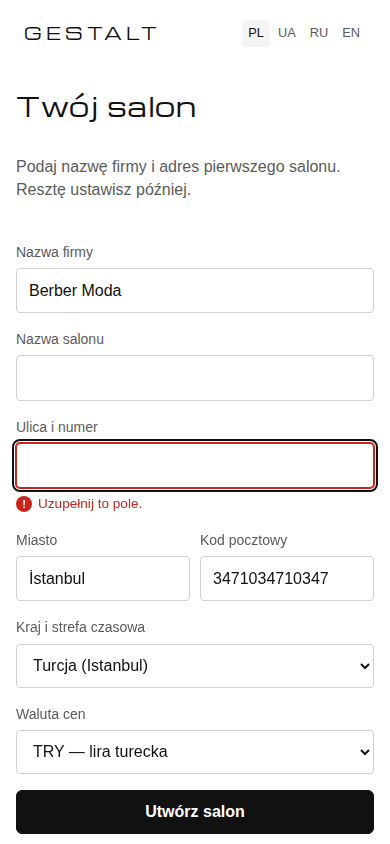 GESTALT
PL UA RU EN
Twój salon
Podaj nazwę firmy i adres pierwszego salonu.
Resztę ustawisz później.
Nazwa firmy
Berber Moda
Nazwa salonu
Ulica i numer
! Uzupełnij to pole.
Miasto Kod pocztowy
İstanbul 3471034710347
Kraj i strefa czasowa
Turcja (Istanbul)
Waluta cen
TRY — lira turecka
Utwórz salon